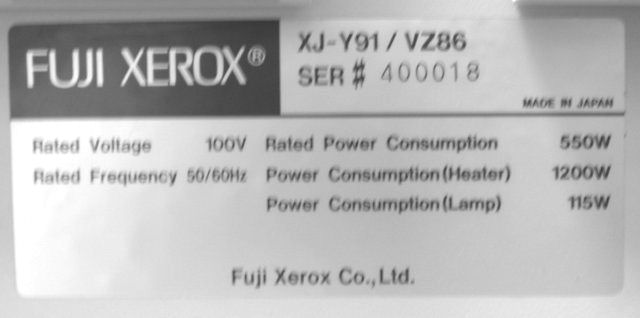 FUJI XEROX®
XJ-Y91 / VZ86
SER # 400018
MADE IN JAPAN
Rated Voltage 100V Rated Power Consumption 550W
Rated Frequency 50/60Hz Power Consumption(Heater) 1200W
Power Consumption(Lamp) 115W
Fuji Xerox Co.,Ltd.